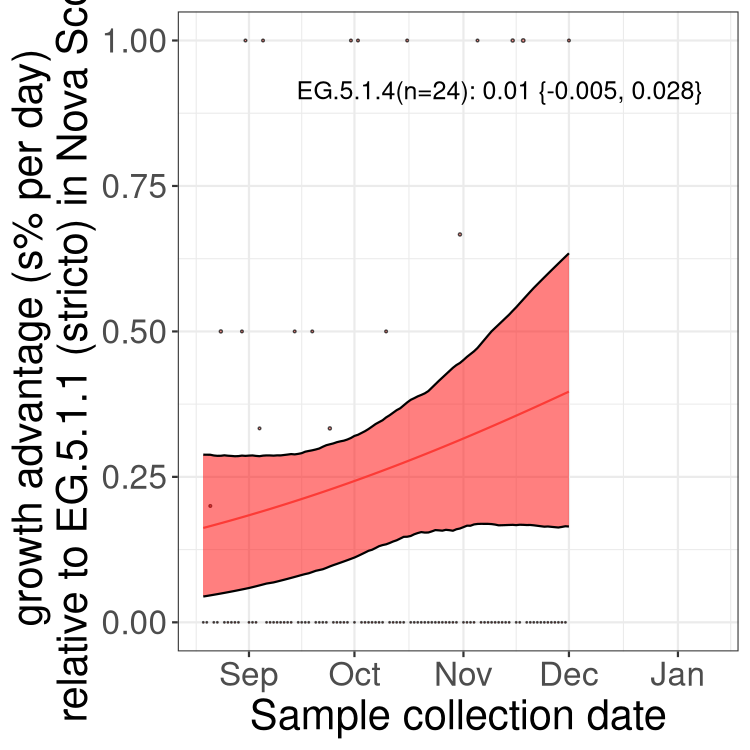 growth advantage (s% per day)
relative to EG.5.1.1 (stricto) in Nova Sco
1.00
0.75
0.50
0.25
0.00
EG.5.1.4(n=24): 0.01 {-0.005, 0.028}
Sep Oct Nov Dec Jan
Sample collection date